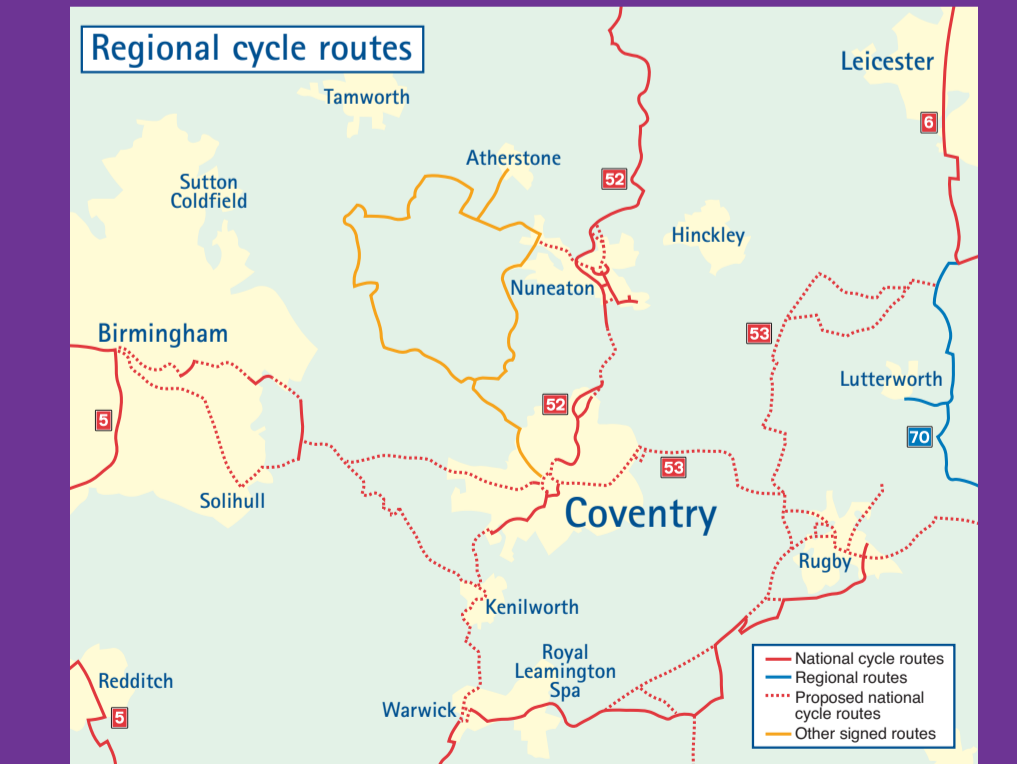 Regional cycle routes
Leicester
Tamworth
6
Atherstone
52
Sutton
Coldfield
Hinckley
Nuneaton
Birmingham
53
Lutterworth
52
5
70
53
Solihull
Coventry
Rugby
Kenilworth
Royal
Leamington
Spa
Redditch
5
Warwick
National cycle routes
Regional routes
Proposed national
cycle routes
Other signed routes